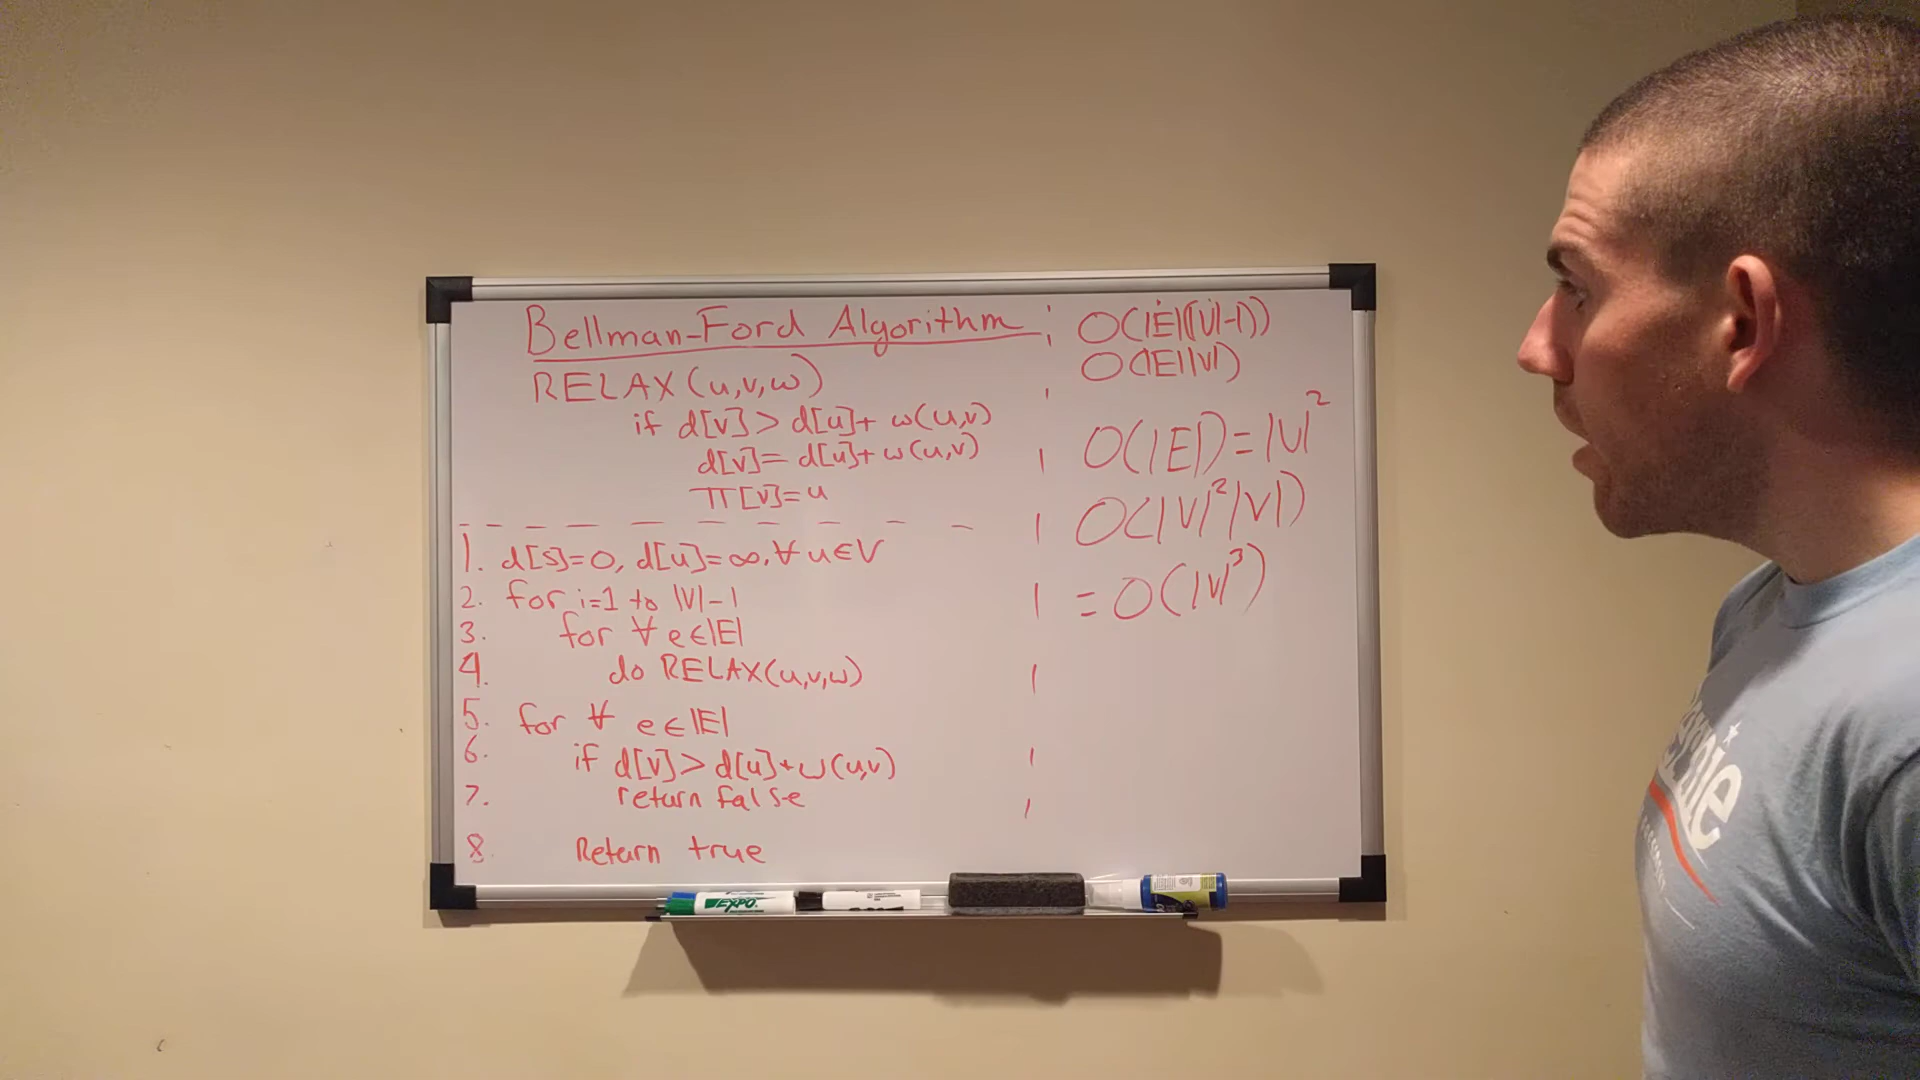 Bellman-Ford Algorithm
RELAX(u,v,w)
if d[v]> d[u]+ w(u,v)
d[v]= d[u]+w(u,v)
π[v]=u
1. d[s]=0, d[u]=∞, ∀ u∈V
2. for i=1 to |V|-1
3. for ∀ e∈|E|
4. do RELAX(u,v,w)
5. for ∀ e∈|E|
6. if d[v]> d[u]+w(u,v)
7. return false
8. Return true
O(|E|(|V|-1))
O(|E||V|)
O(|E|)=|V|²
O(|V|²|V|)
=O(|V|³)
EXPO